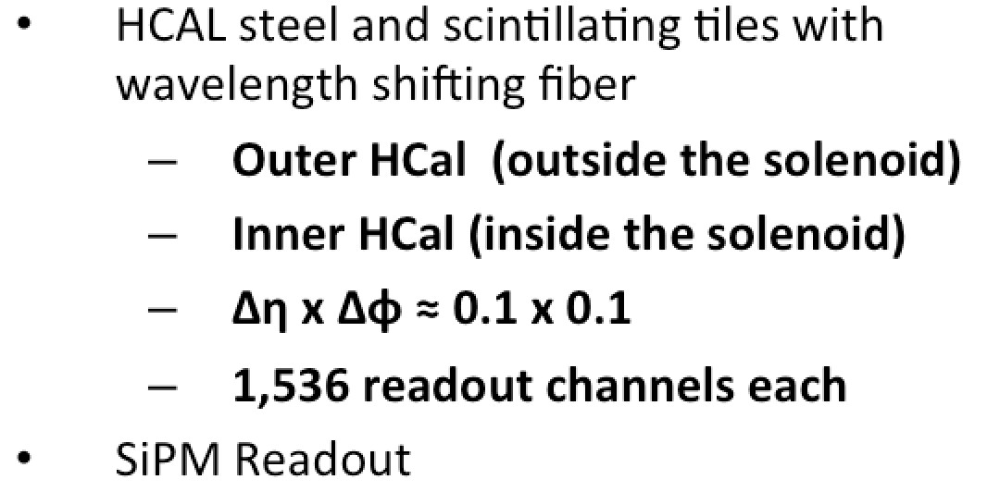 • HCAL steel and scintillating tiles with
wavelength shifting fiber
– Outer HCal (outside the solenoid)
– Inner HCal (inside the solenoid)
– Δη x Δϕ ≈ 0.1 x 0.1
– 1,536 readout channels each
• SiPM Readout